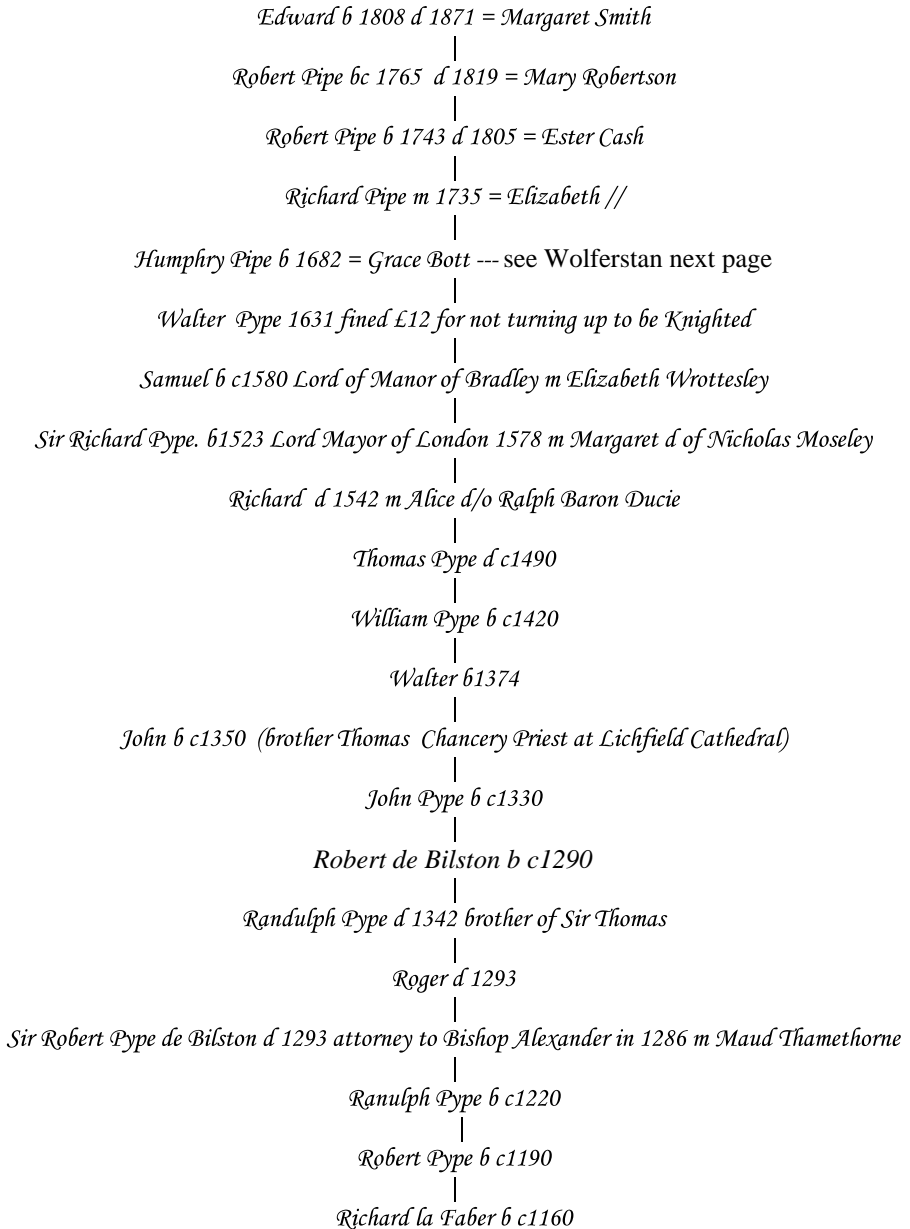 Edward b 1808 d 1871 = Margaret Smith
Robert Pipe bc 1765 d 1819 = Mary Robertson
Robert Pipe b 1743 d 1805 = Ester Cash
Richard Pipe m 1735 = Elizabeth //
Humphry Pipe b 1682 = Grace Bott --- see Wolferstan next page
Walter Pype 1631 fined £12 for not turning up to be Knighted
Samuel b c1580 Lord of Manor of Bradley m Elizabeth Wrottesley
Sir Richard Pype. b1523 Lord Mayor of London 1578 m Margaret d of Nicholas Moseley
Richard d 1542 m Alice d/o Ralph Baron Ducie
Thomas Pype d c1490
William Pype b c1420
Walter b1374
John b c1350 (brother Thomas Chancery Priest at Lichfield Cathedral)
John Pype b c1330
Robert de Bilston b c1290
Randulph Pype d 1342 brother of Sir Thomas
Roger d 1293
Sir Robert Pype de Bilston d 1293 attorney to Bishop Alexander in 1286 m Maud Thamethorne
Ranulph Pype b c1220
Robert Pype b c1190
Richard la Faber b c1160